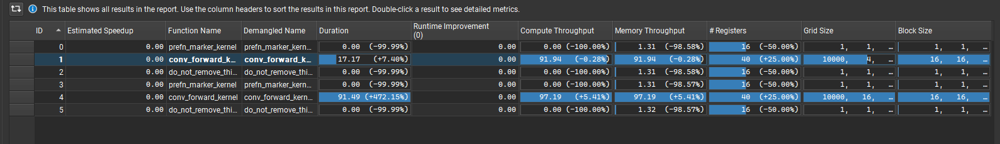 This table shows all results in the report. Use the column headers to sort the results in this report. Double-click a result to see detailed metrics.
ID Estimated Speedup Function Name Demangled Name Duration Runtime Improvement (0) Compute Throughput Memory Throughput # Registers Grid Size Block Size
0 0.00 prefn_marker_kernel prefn_marker_kern... 0.00 (-99.99%) 0.00 0.00 (-100.00%) 1.31 (-98.58%) 16 (-50.00%) 1, 1, … 1, 1, …
1 0.00 conv_forward_k... conv_forward_k... 17.17 (+7.40%) 0.00 91.94 (-0.28%) 91.94 (-0.28%) 40 (+25.00%) 10000, 4, … 16, 16, …
2 0.00 do_not_remove_thi... do_not_remove_thi... 0.00 (-99.99%) 0.00 0.00 (-100.00%) 1.31 (-98.58%) 16 (-50.00%) 1, 1, … 1, 1, …
3 0.00 prefn_marker_kernel prefn_marker_kern... 0.00 (-99.99%) 0.00 0.00 (-100.00%) 1.31 (-98.57%) 16 (-50.00%) 1, 1, … 1, 1, …
4 0.00 conv_forward_kernel conv_forward_kern... 91.49 (+472.15%) 0.00 97.19 (+5.41%) 97.19 (+5.41%) 40 (+25.00%) 10000, 16, … 16, 16, …
5 0.00 do_not_remove_thi... do_not_remove_thi... 0.00 (-99.99%) 0.00 0.00 (-100.00%) 1.32 (-98.57%) 16 (-50.00%) 1, 1, … 1, 1, …